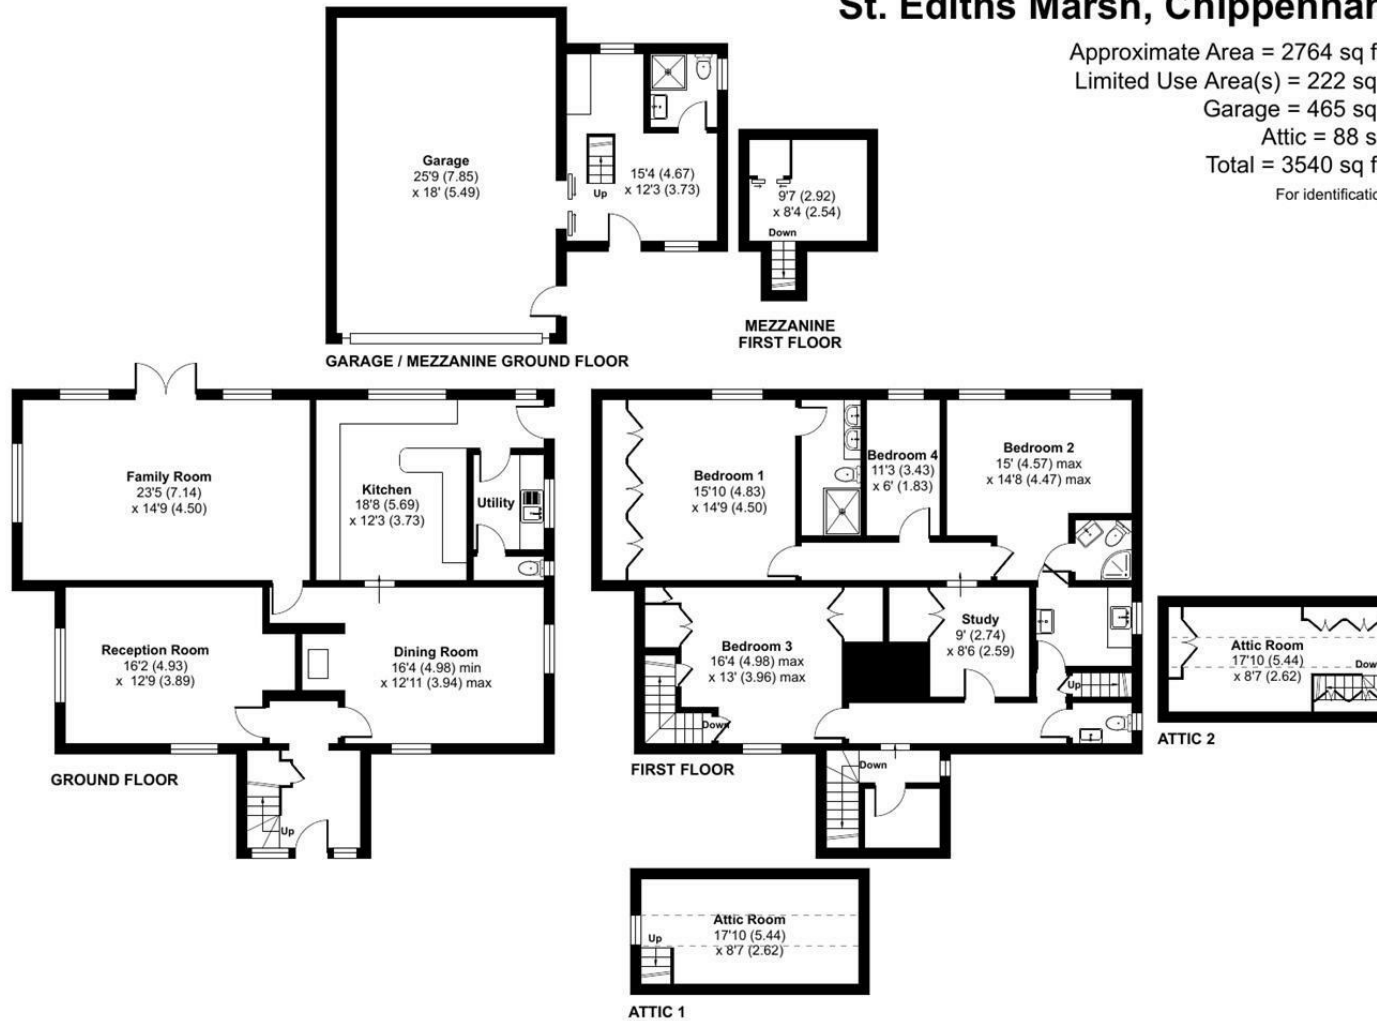 St. Ediths Marsh, Chippenham
Approximate Area = 2764 sq f
Limited Use Area(s) = 222 sq
Garage = 465 sq
Attic = 88 s
Total = 3540 sq f
For identificatio
Garage
25'9 (7.85)
x 18' (5.49)
Up
15'4 (4.67)
x 12'3 (3.73)
9'7 (2.92)
x 8'4 (2.54)
Down
MEZZANINE
FIRST FLOOR
GARAGE / MEZZANINE GROUND FLOOR
Family Room
23'5 (7.14)
x 14'9 (4.50)
Kitchen
18'8 (5.69)
x 12'3 (3.73)
Utility
Reception Room
16'2 (4.93)
x 12'9 (3.89)
Dining Room
16'4 (4.98) min
x 12'11 (3.94) max
Up
GROUND FLOOR
Bedroom 1
15'10 (4.83)
x 14'9 (4.50)
Bedroom 4
11'3 (3.43)
x 6' (1.83)
Bedroom 2
15' (4.57) max
x 14'8 (4.47) max
Bedroom 3
16'4 (4.98) max
x 13' (3.96) max
Study
9' (2.74)
x 8'6 (2.59)
Up
Down
Down
FIRST FLOOR
Attic Room
17'10 (5.44)
x 8'7 (2.62)
Dow
ATTIC 2
Attic Room
17'10 (5.44)
x 8'7 (2.62)
Up
ATTIC 1